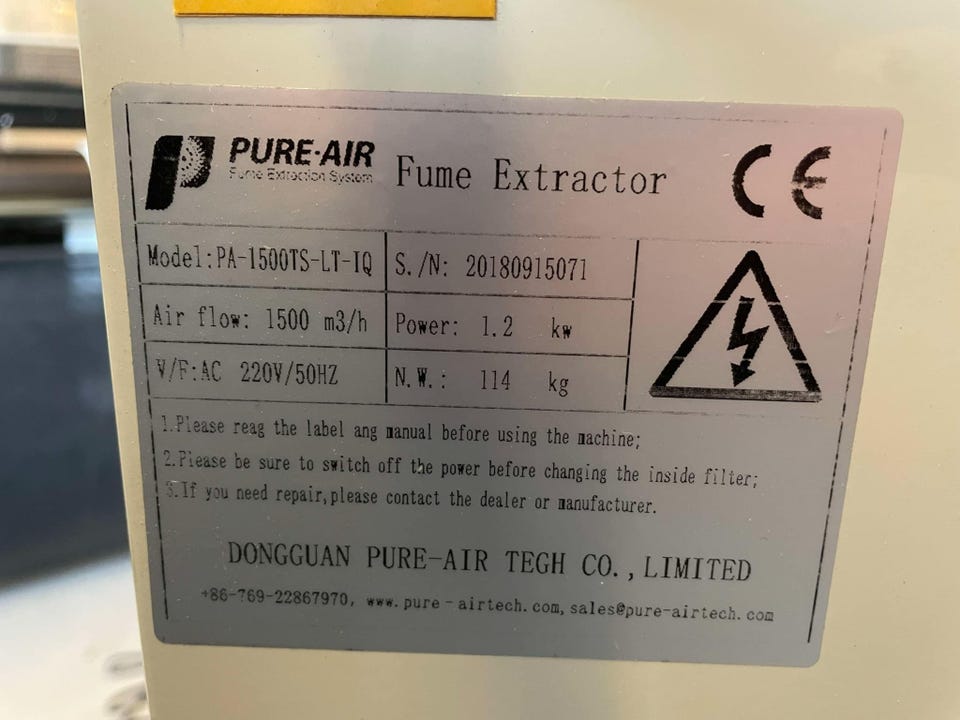 PURE-AIR
Fume Extraction System
Fume Extractor
CE
Model:PA-1500TS-LT-IQ
S./N: 20180915071
Air flow: 1500 m3/h
Power: 1.2 kw
V/F:AC 220V/50HZ
N.W.: 114 kg
1.Please reag the label ang manual before using the machine;
2.Please be sure to switch off the power before changing the inside filter;
3.If you need repair,please contact the dealer or manufacturer.
DONGGUAN PURE-AIR TEGH CO.,LIMITED
+86-769-22867970, www.pure-airtech.com,sales@pure-airtech.com